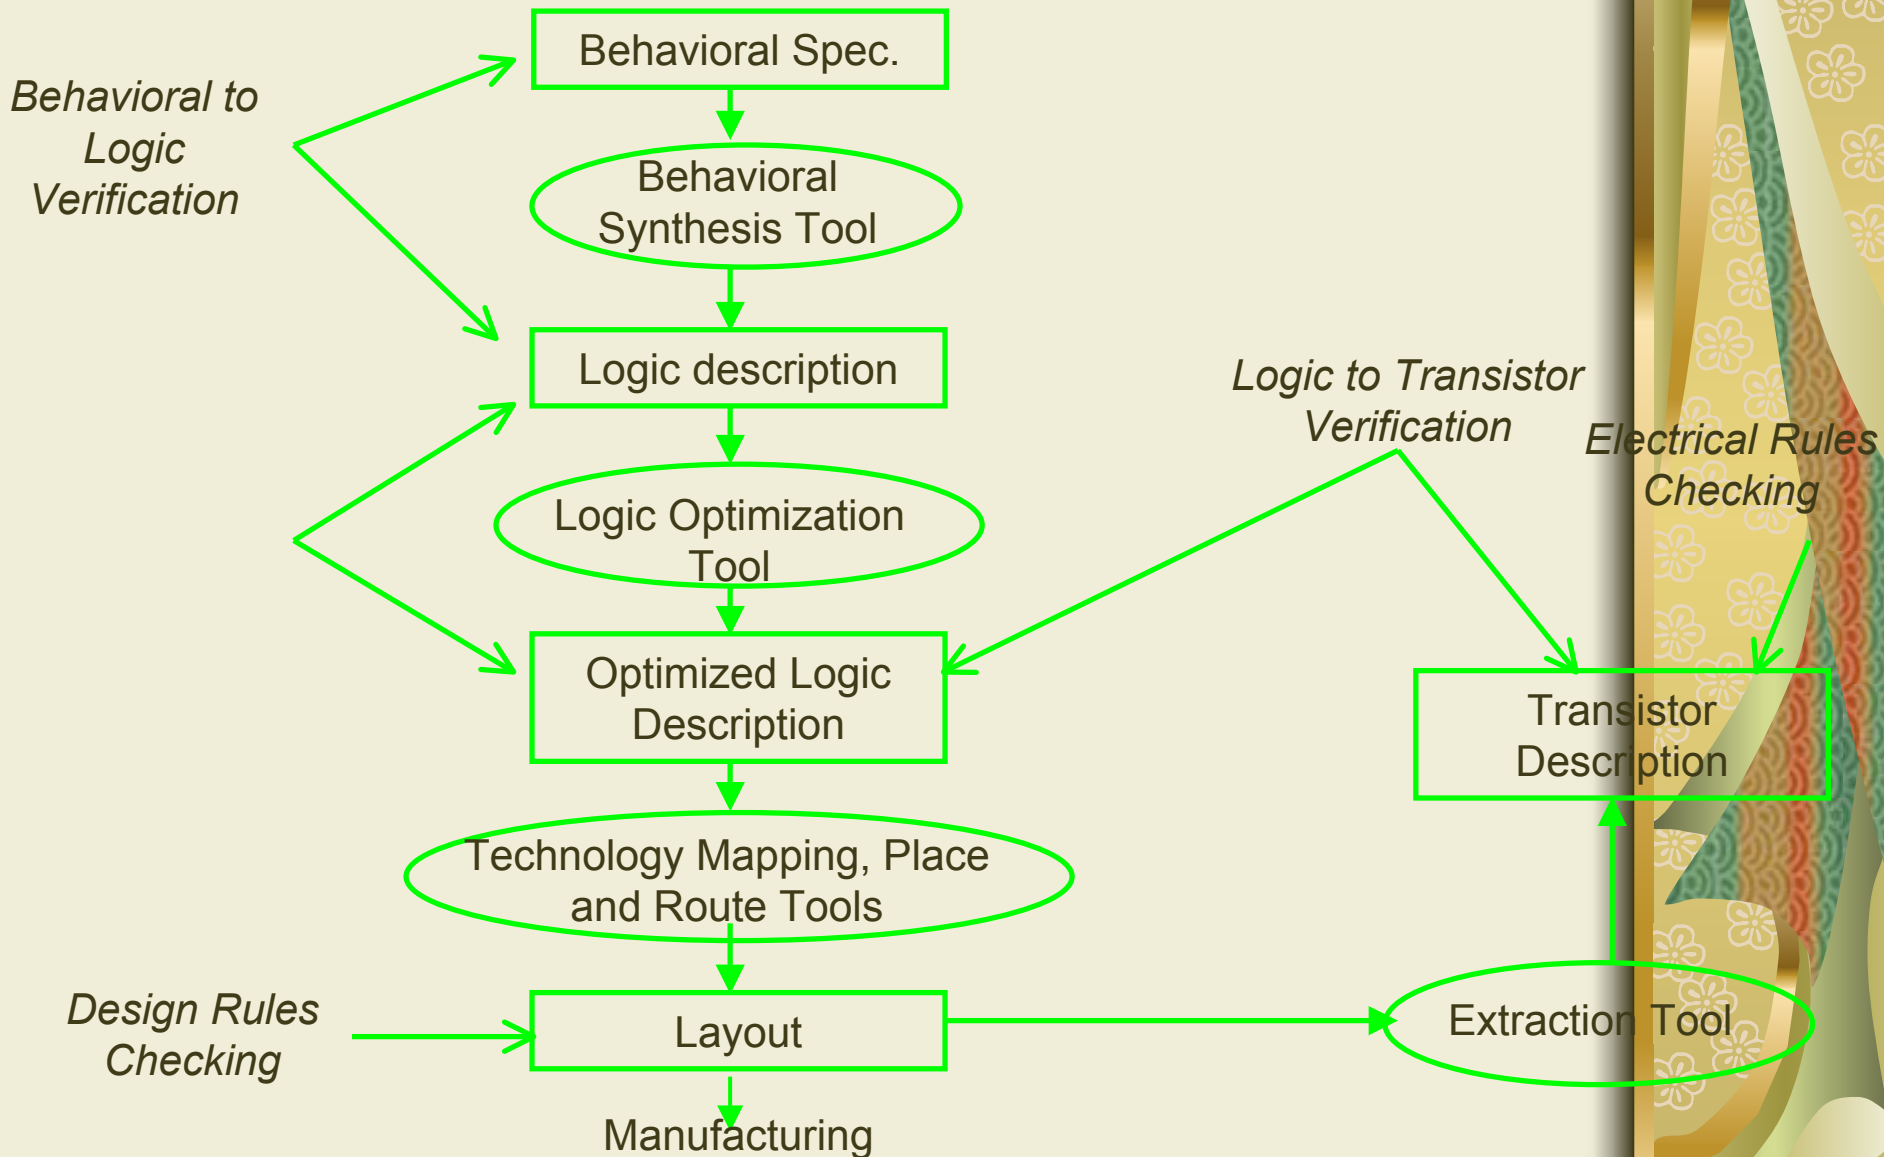 Behavioral Spec.
Behavioral to
Logic
Verification
Behavioral
Synthesis Tool
Logic description
Logic to Transistor
Verification
Electrical Rules
Checking
Logic Optimization
Tool
Optimized Logic
Description
Transistor
Description
Technology Mapping, Place
and Route Tools
Design Rules
Checking
Layout
Extraction Tool
Manufacturing